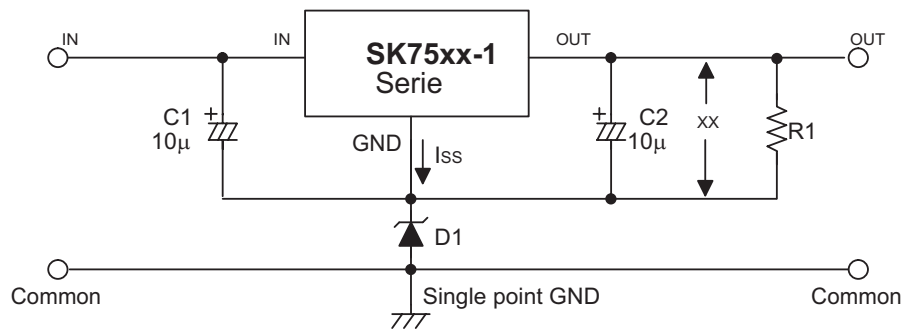 IN
IN
SK75xx-1
Serie
OUT
OUT
+
C1
10μ
GND
Iss
+
C2
10μ
XX
R1
D1
Common
Single point GND
Common